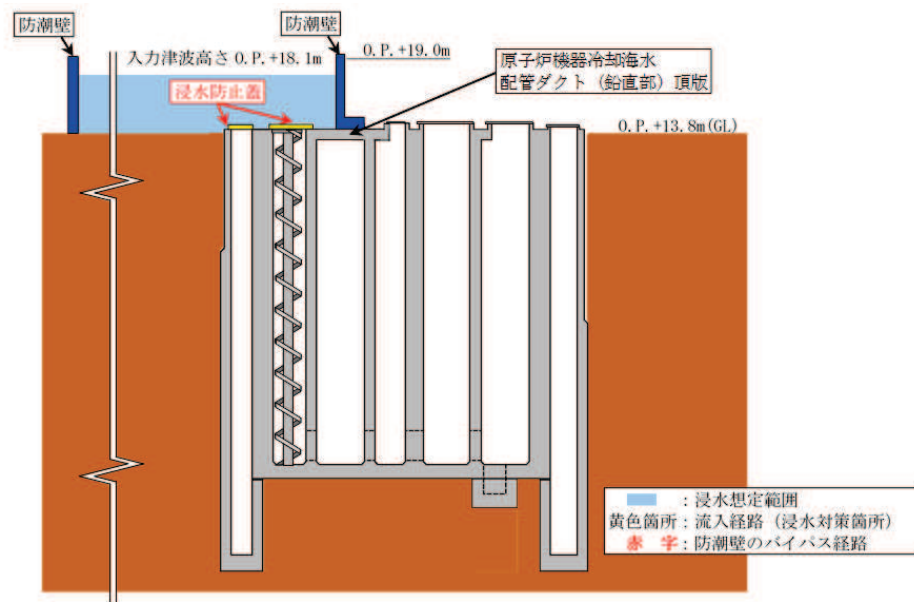 防潮壁
防潮壁
入力津波高さ O.P.+18.1m
O.P.+19.0m
原子炉機器冷却海水
配管ダクト（鉛直部）頂版
浸水防止蓋
O.P.+13.8m(GL)
：浸水想定範囲
黄色箇所：流入経路（浸水対策箇所）
赤　字：防潮壁のバイパス経路